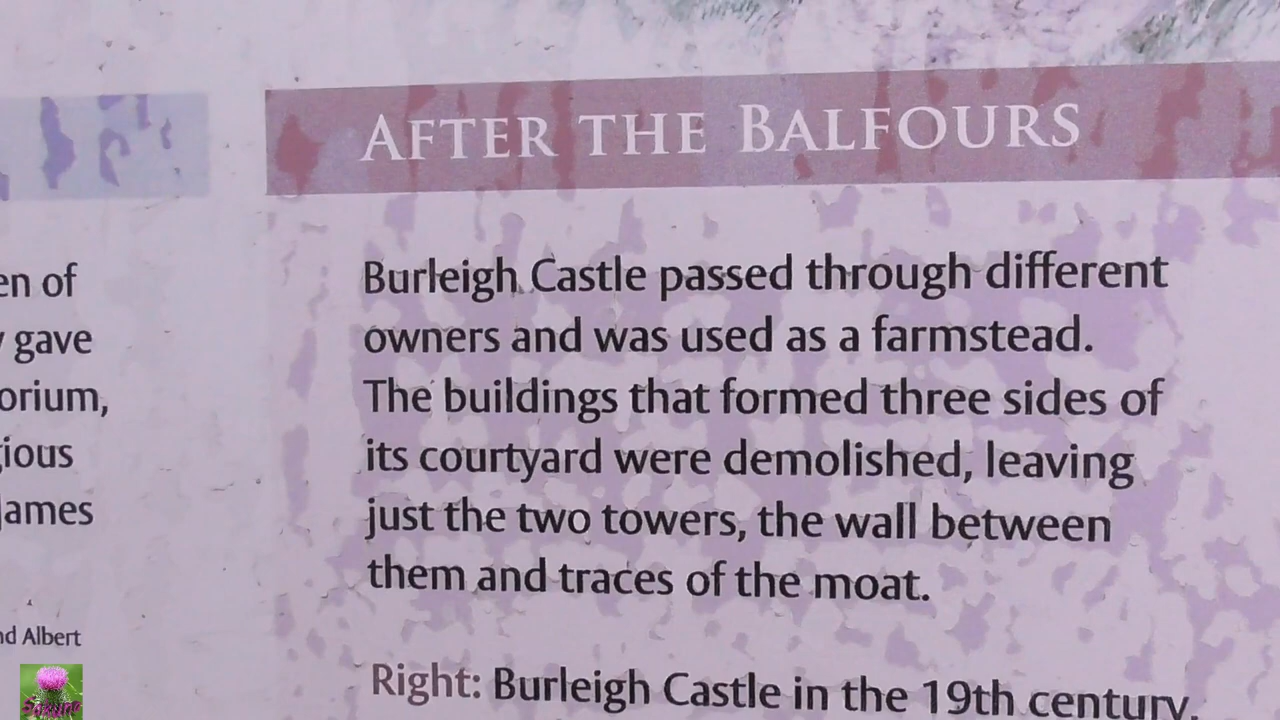 AFTER THE BALFOURS
en of
gave
orium,
ious
James
nd Albert
Burleigh Castle passed through different
owners and was used as a farmstead.
The buildings that formed three sides of
its courtyard were demolished, leaving
just the two towers, the wall between
them and traces of the moat.
Right: Burleigh Castle in the 19th century.